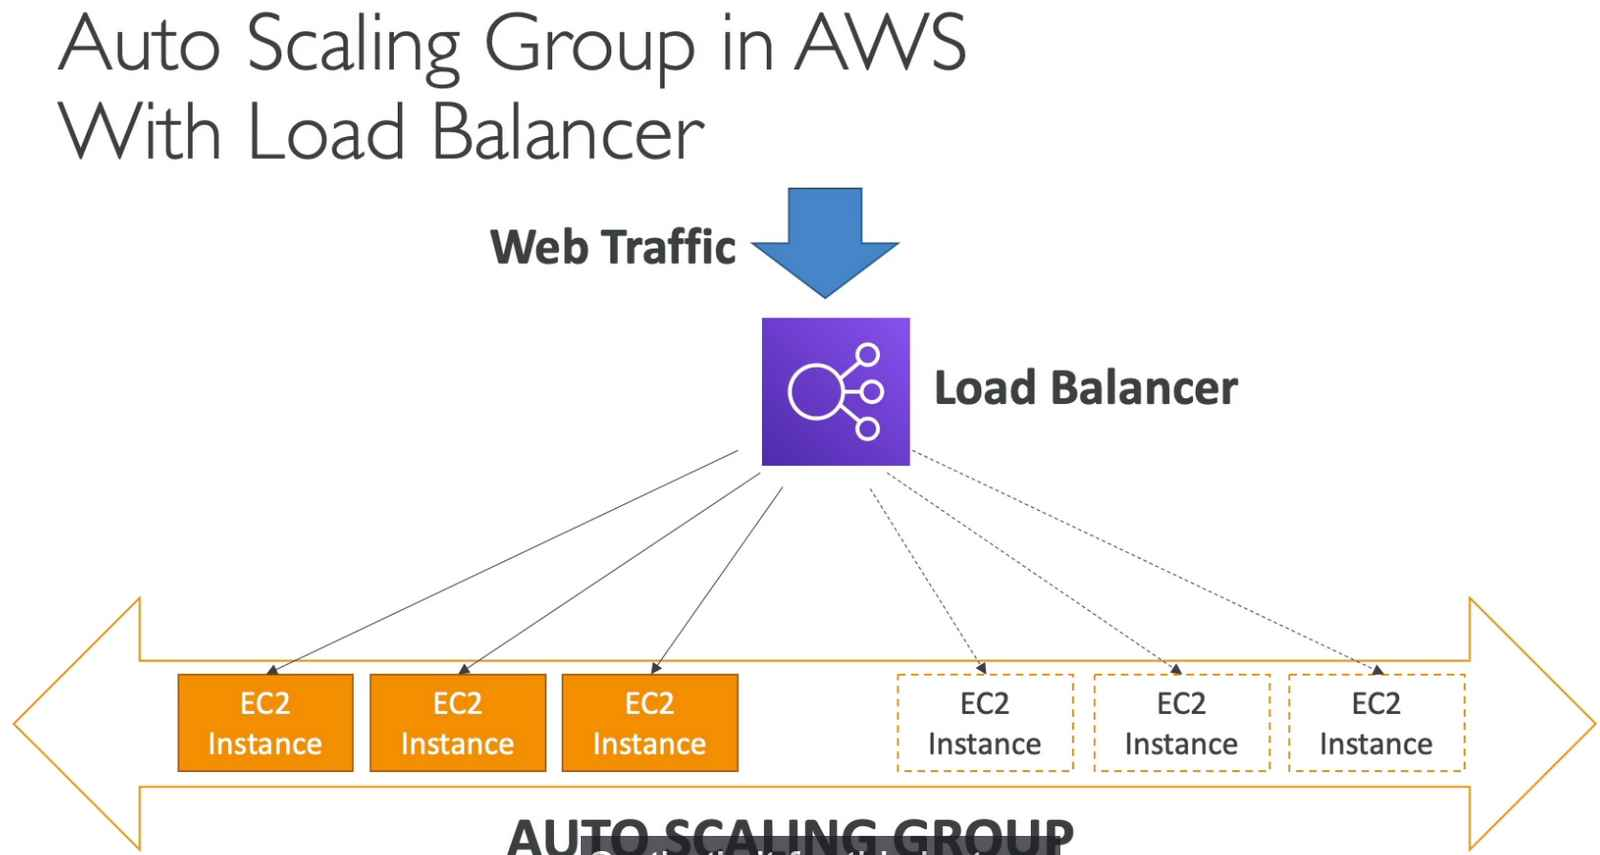 Auto Scaling Group in AWS
With Load Balancer
Web Traffic
Load Balancer
EC2
Instance
EC2
Instance
EC2
Instance
EC2
Instance
EC2
Instance
EC2
Instance
AUTO SCALING GROUP